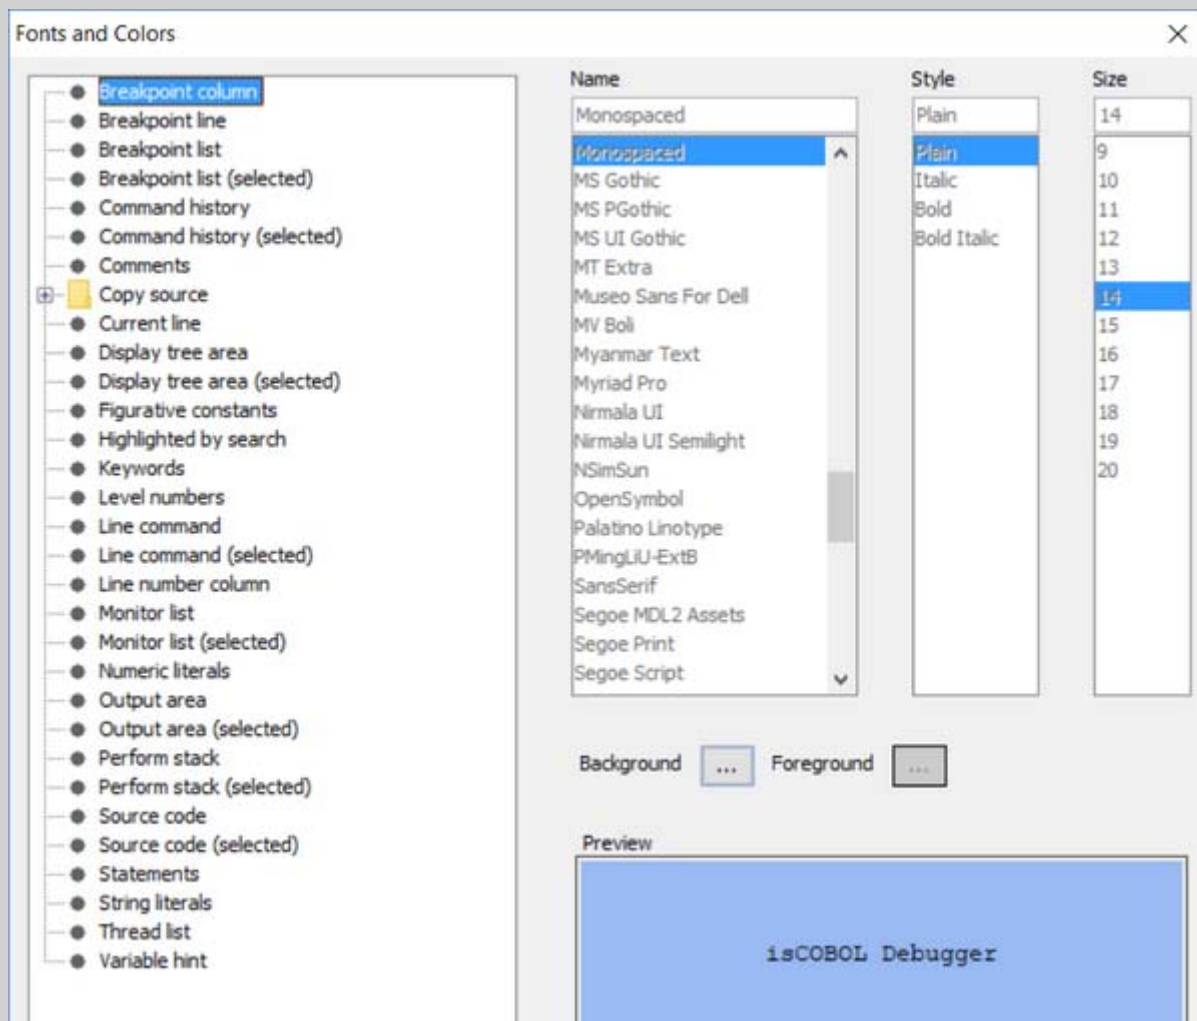 Fonts and Colors
Breakpoint column
Breakpoint line
Breakpoint list
Breakpoint list (selected)
Command history
Command history (selected)
Comments
Copy source
Current line
Display tree area
Display tree area (selected)
Figurative constants
Highlighted by search
Keywords
Level numbers
Line command
Line command (selected)
Line number column
Monitor list
Monitor list (selected)
Numeric literals
Output area
Output area (selected)
Perform stack
Perform stack (selected)
Source code
Source code (selected)
Statements
String literals
Thread list
Variable hint
Name
Monospaced
Monospaced
MS Gothic
MS PGothic
MS UI Gothic
MT Extra
Museo Sans For Dell
MV Boli
Myanmar Text
Myriad Pro
Nirmala UI
Nirmala UI Semilight
NSimSun
OpenSymbol
Palatino Linotype
PMingLiU-ExtB
SansSerif
Segoe MDL2 Assets
Segoe Print
Segoe Script
Style
Plain
Plain
Italic
Bold
Bold Italic
Size
14
9
10
11
12
13
14
15
16
17
18
19
20
Background ... Foreground ...
Preview
isCOBOL Debugger